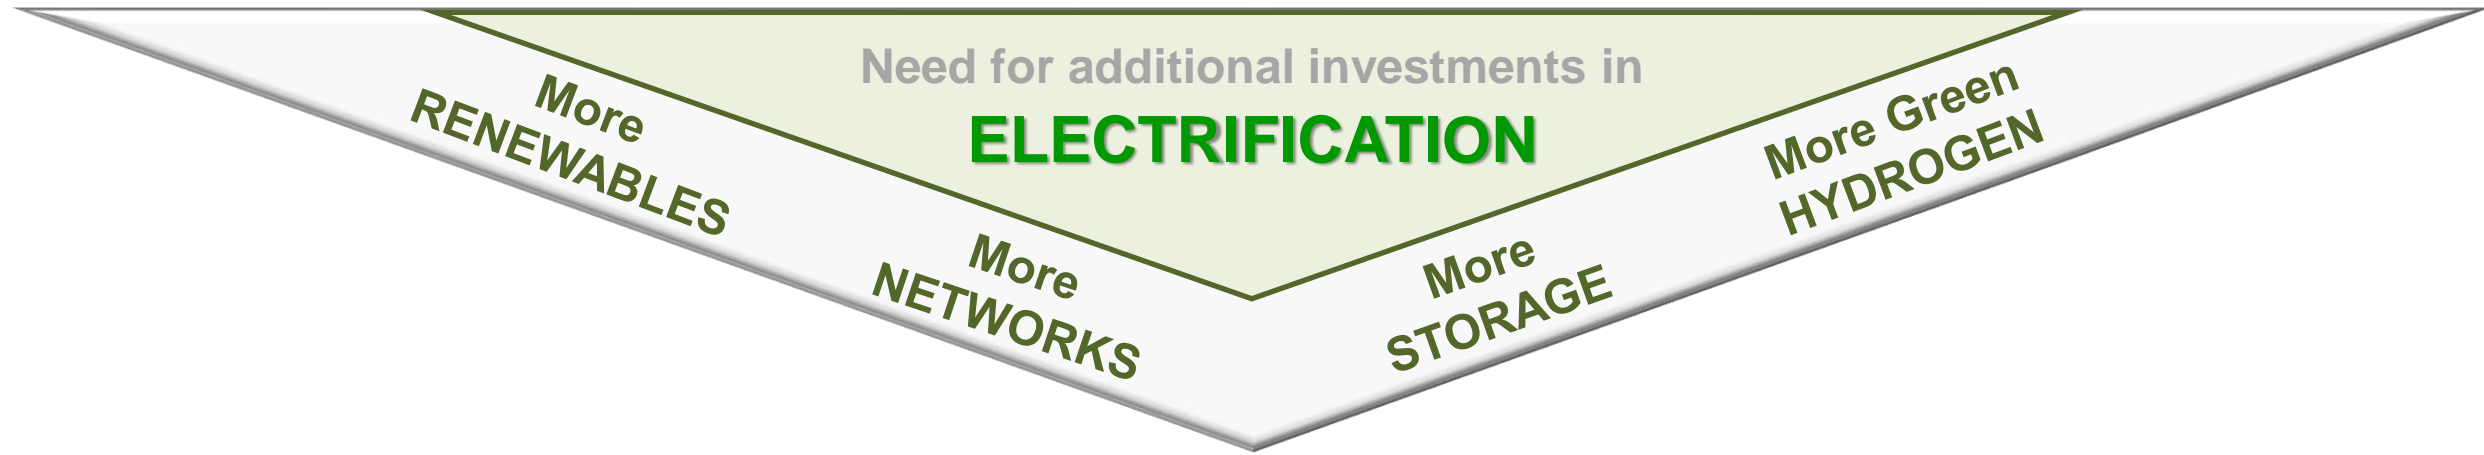 Need for additional investments in
ELECTRIFICATION
More
RENEWABLES
More
NETWORKS
More
STORAGE
More Green
HYDROGEN